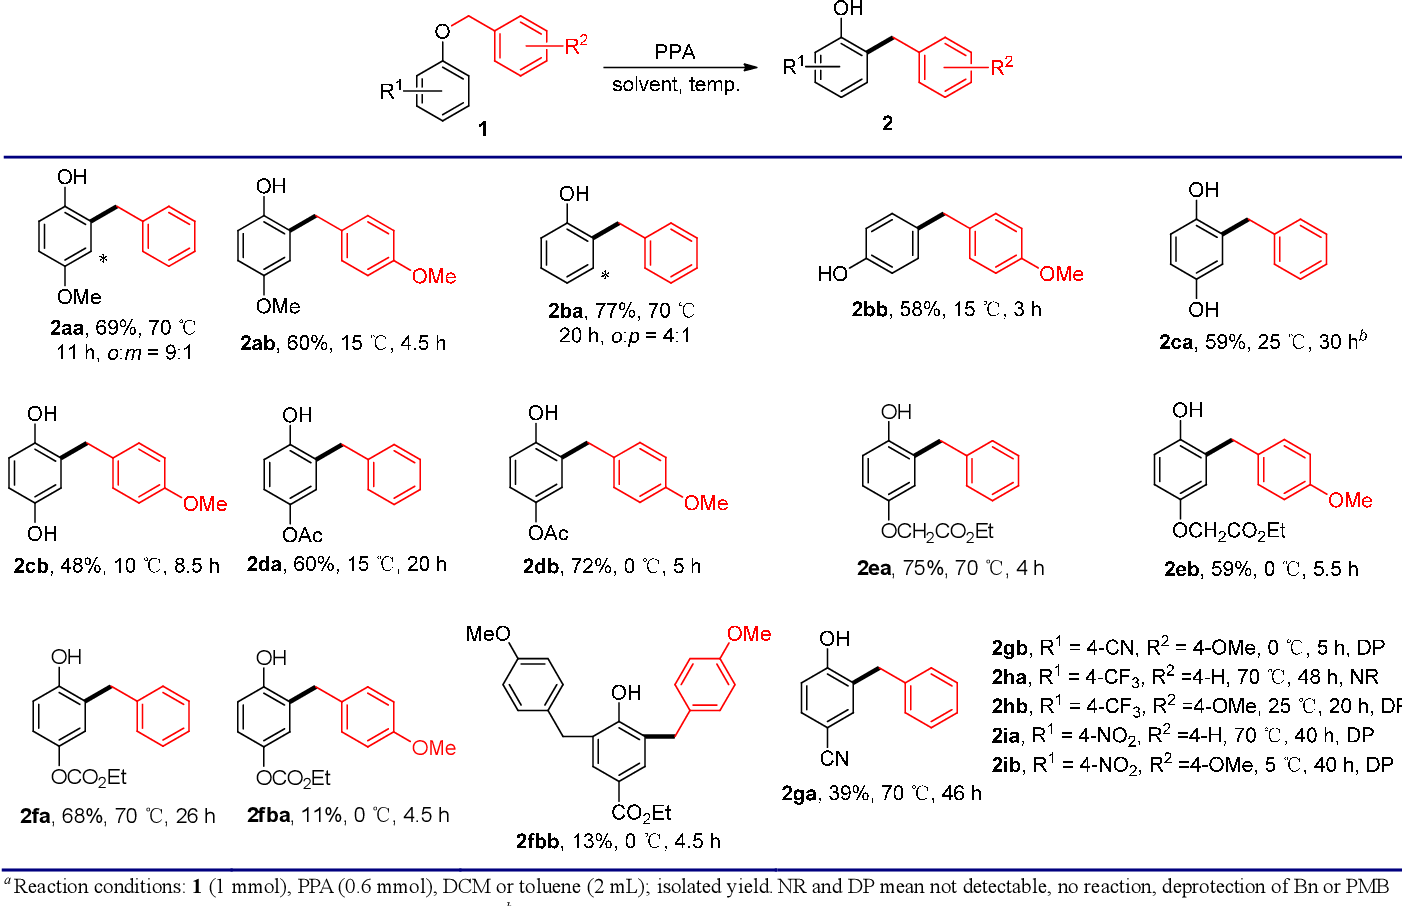 OH
O
R²
PPA
R¹
solvent, temp.
1
OH
R¹
R²
2
OH
*
OMe
2aa, 69%, 70 ℃
11 h, o:m = 9:1
OH
OMe
OMe
2ab, 60%, 15 ℃, 4.5 h
OH
*
2ba, 77%, 70 ℃
20 h, o:p = 4:1
HO
OMe
2bb, 58%, 15 ℃, 3 h
OH
OH
2ca, 59%, 25 ℃, 30 hᵇ
OH
OMe
OH
2cb, 48%, 10 ℃, 8.5 h
OH
OAc
2da, 60%, 15 ℃, 20 h
OH
OMe
OAc
2db, 72%, 0 ℃, 5 h
OH
OCH₂CO₂Et
2ea, 75%, 70 ℃, 4 h
OH
OMe
OCH₂CO₂Et
2eb, 59%, 0 ℃, 5.5 h
OH
OCO₂Et
2fa, 68%, 70 ℃, 26 h
OH
OMe
OCO₂Et
2fba, 11%, 0 ℃, 4.5 h
MeO
OMe
OH
CO₂Et
2fbb, 13%, 0 ℃, 4.5 h
OH
CN
2ga, 39%, 70 ℃, 46 h
2gb, R¹ = 4-CN, R² = 4-OMe, 0 ℃, 5 h, DP
2ha, R¹ = 4-CF₃, R² =4-H, 70 ℃, 48 h, NR
2hb, R¹ = 4-CF₃, R² =4-OMe, 25 ℃, 20 h, DP
2ia, R¹ = 4-NO₂, R² =4-H, 70 ℃, 40 h, DP
2ib, R¹ = 4-NO₂, R² =4-OMe, 5 ℃, 40 h, DP
ᵃ Reaction conditions: 1 (1 mmol), PPA (0.6 mmol), DCM or toluene (2 mL); isolated yield. NR and DP mean not detectable, no reaction, deprotection of Bn or PMB